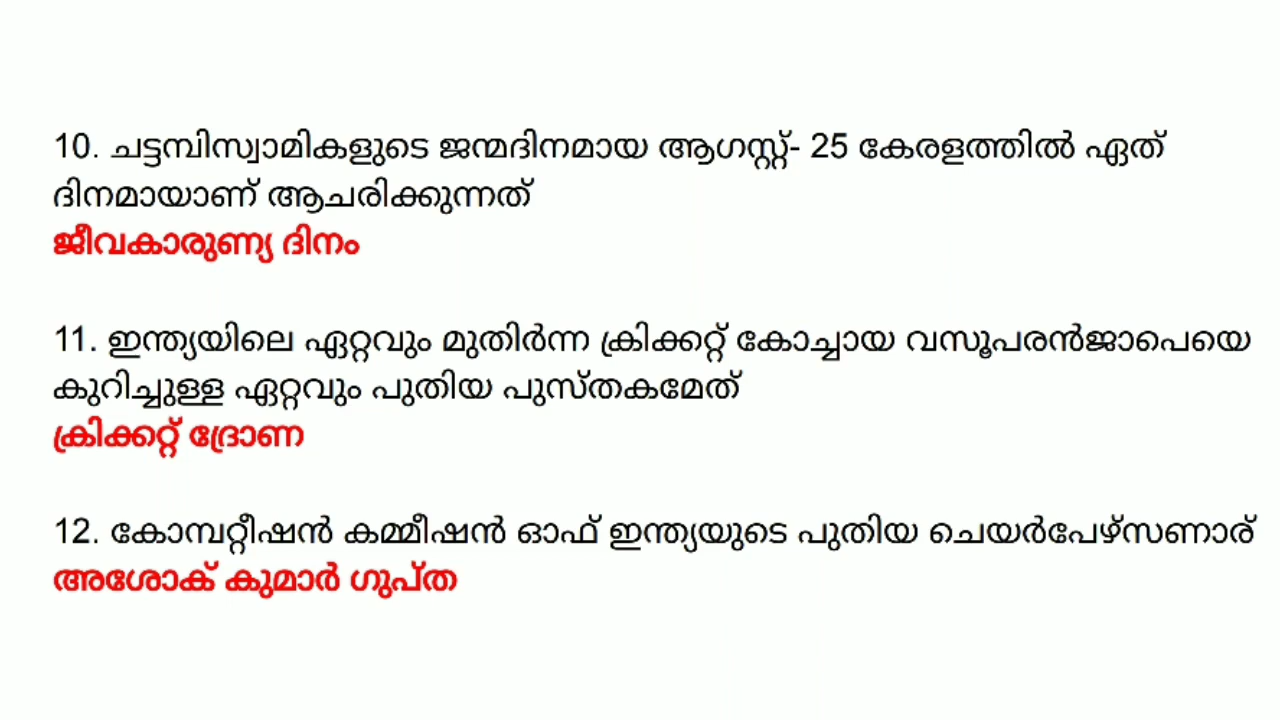 10. ചട്ടമ്പിസ്വാമികളുടെ ജന്മദിനമായ ആഗസ്റ്റ്- 25 കേരളത്തിൽ ഏത്
ദിനമായാണ് ആചരിക്കുന്നത്
ജീവകാരുണ്യ ദിനം
11. ഇന്ത്യയിലെ ഏറ്റവും മുതിർന്ന ക്രിക്കറ്റ് കോച്ചായ വസൂപരൻജാപെയെ
കുറിച്ചുള്ള ഏറ്റവും പുതിയ പുസ്തകമേത്
ക്രിക്കറ്റ് ദ്രോണ
12. കോമ്പറ്റീഷൻ കമ്മീഷൻ ഓഫ് ഇന്ത്യയുടെ പുതിയ ചെയർപേഴ്സണാര്
അശോക് കുമാർ ഗുപ്ത